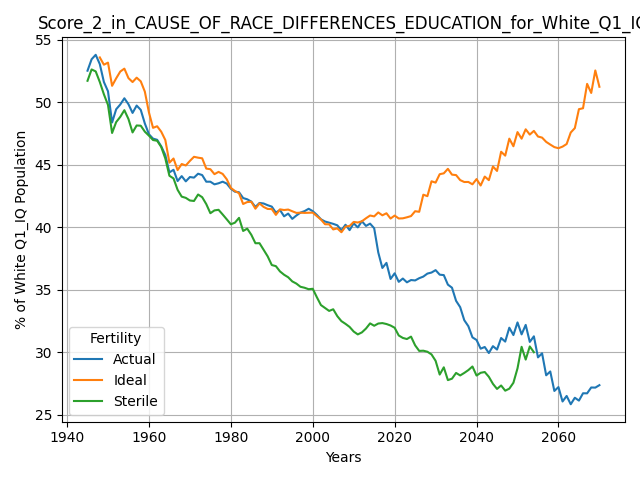 Score_2_in_CAUSE_OF_RACE_DIFFERENCES_EDUCATION_for_White_Q1_IQ
55
50
45
40
35
30
25
% of White Q1_IQ Population
Fertility
Actual
Ideal
Sterile
1940
1960
1980
2000
2020
2040
2060
Years